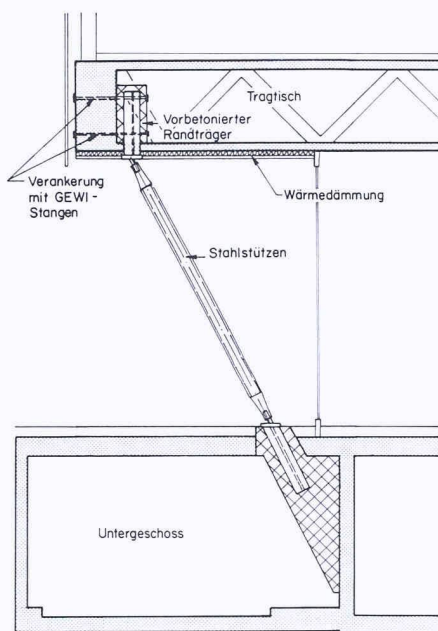 Tragtisch
Vorbetonierter
Randträger
Verankerung
mit GEWI-
Stangen
Wärmedämmung
Stahlstützen
Untergeschoss